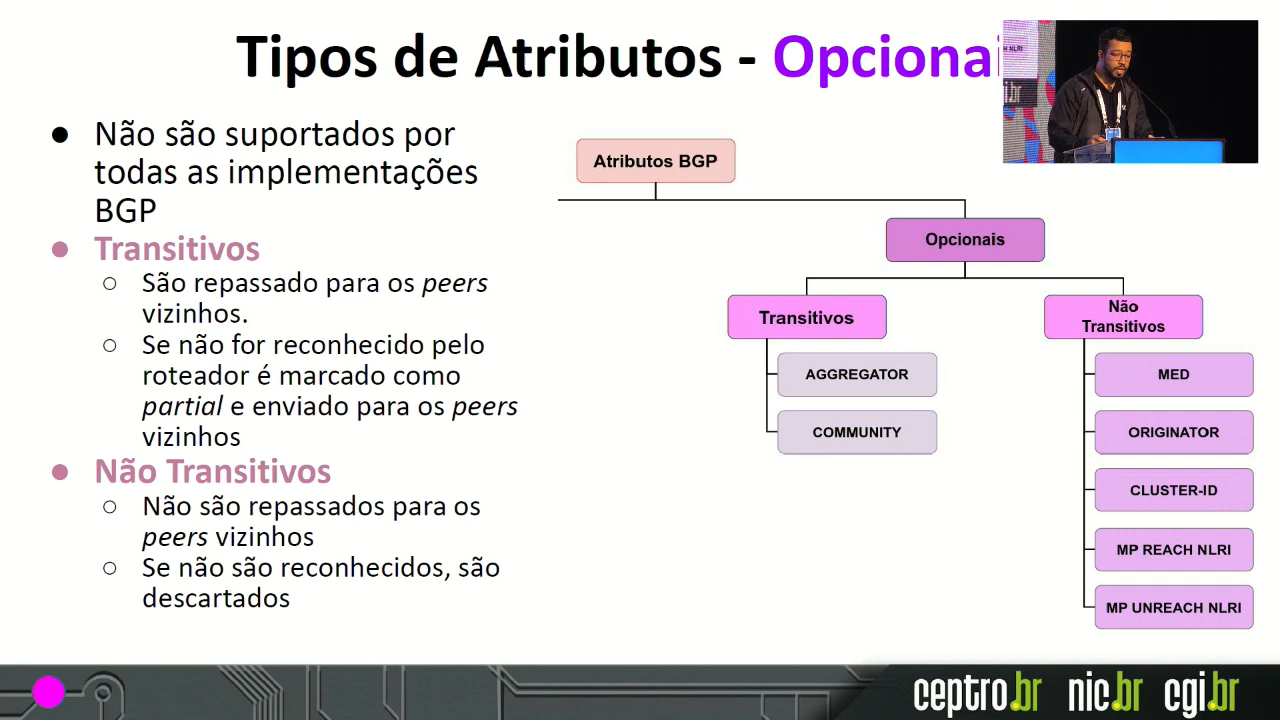 Tipos de Atributos - Opciona
Não são suportados por
todas as implementações
BGP
Transitivos
São repassado para os peers
vizinhos.
Se não for reconhecido pelo
roteador é marcado como
partial e enviado para os peers
vizinhos
Não Transitivos
Não são repassados para os
peers vizinhos
Se não são reconhecidos, são
descartados
Atributos BGP
Opcionais
Transitivos
AGGREGATOR
COMMUNITY
Não
Transitivos
MED
ORIGINATOR
CLUSTER-ID
MP REACH NLRI
MP UNREACH NLRI
ceptro.br nic.br cgi.br